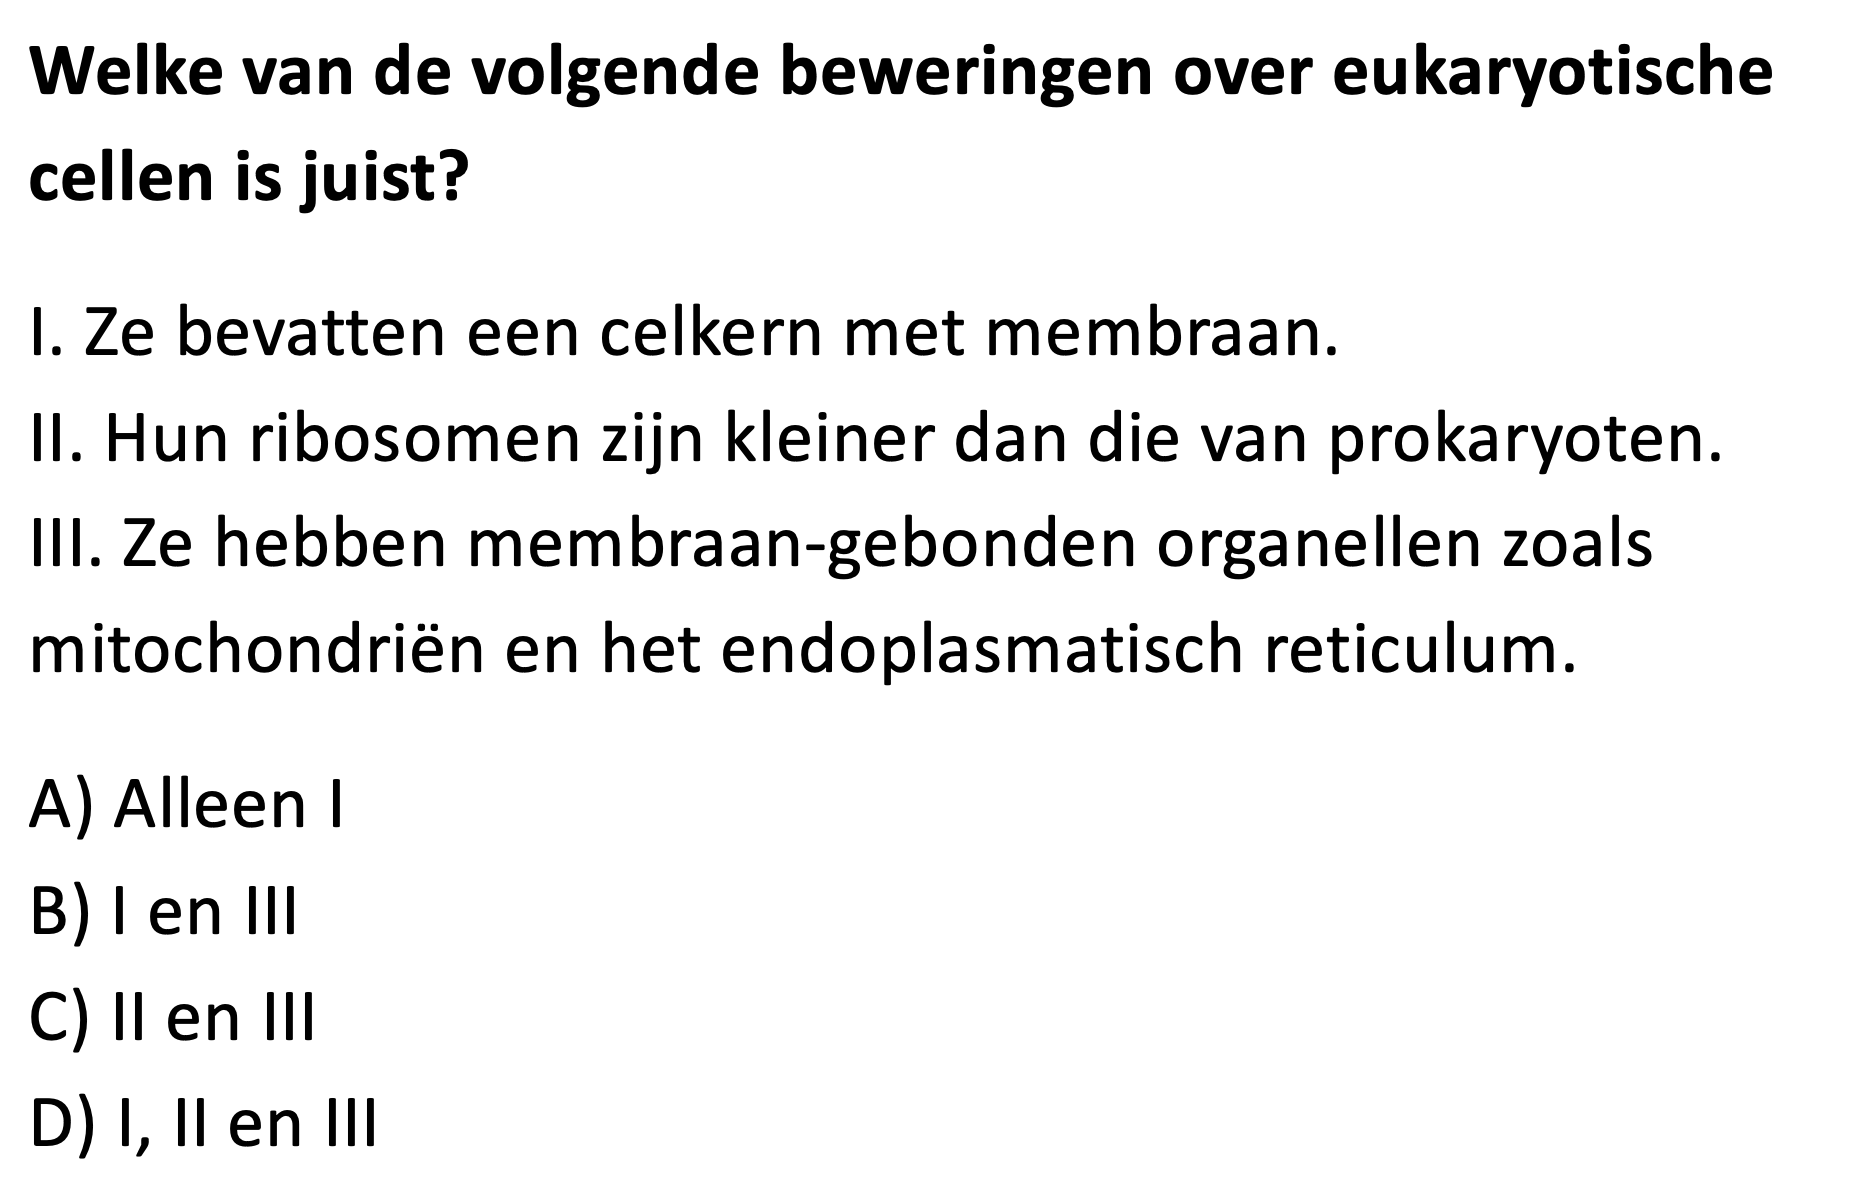 Welke van de volgende beweringen over eukaryotische
cellen is juist?
I. Ze bevatten een celkern met membraan.
II. Hun ribosomen zijn kleiner dan die van prokaryoten.
III. Ze hebben membraan-gebonden organellen zoals
mitochondriën en het endoplasmatisch reticulum.
A) Alleen I
B) I en III
C) II en III
D) I, II en III